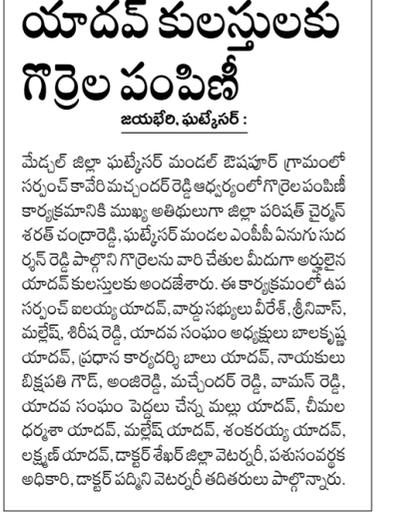 యాదవ్ కులస్తులకు
గొర్రెల పంపిణీ
జయభేరి, ఘట్కేసర్ :
మేడ్చల్ జిల్లా ఘట్కేసర్ మండల్ ఔషపూర్ గ్రామంలో
సర్పంచ్ కావేరి మచ్చందర్ రెడ్డి ఆధ్వర్యంలో గొర్రెల పంపిణీ
కార్యక్రమానికి ముఖ్య అతిథులుగా జిల్లా పరిషత్ చైర్మన్
శరత్ చంద్రారెడ్డి, ఘట్కేసర్ మండల ఎంపీపీ ఏనుగు సుద
ర్శన్ రెడ్డి పాల్గొని గొర్రెలను వారి చేతుల మీదుగా అర్హులైన
యాదవ్ కులస్తులకు అందజేశారు. ఈ కార్యక్రమంలో ఉప
సర్పంచ్ ఐలయ్య యాదవ్, వార్డు సభ్యులు వీరేశ్, శ్రీనివాస్,
మల్లేష్, శిరీష రెడ్డి, యాదవ సంఘం అధ్యక్షులు బాలకృష్ణ
యాదవ్, ప్రధాన కార్యదర్శి బాలు యాదవ్, నాయకులు
బిక్షపతి గౌడ్, అంజిరెడ్డి, మచ్చేందర్ రెడ్డి, వామన్ రెడ్డి,
యాదవ సంఘం పెద్దలు చేన్న మల్లు యాదవ్, చీమల
ధర్మశా యాదవ్, మల్లేష్ యాదవ్, శంకరయ్య యాదవ్,
లక్ష్మణ్ యాదవ్, డాక్టర్ శేఖర్ జిల్లా వెటర్నరీ, పశుసంవర్థక
అధికారి, డాక్టర్ పద్మిని వెటర్నరీ తదితరులు పాల్గొన్నారు.